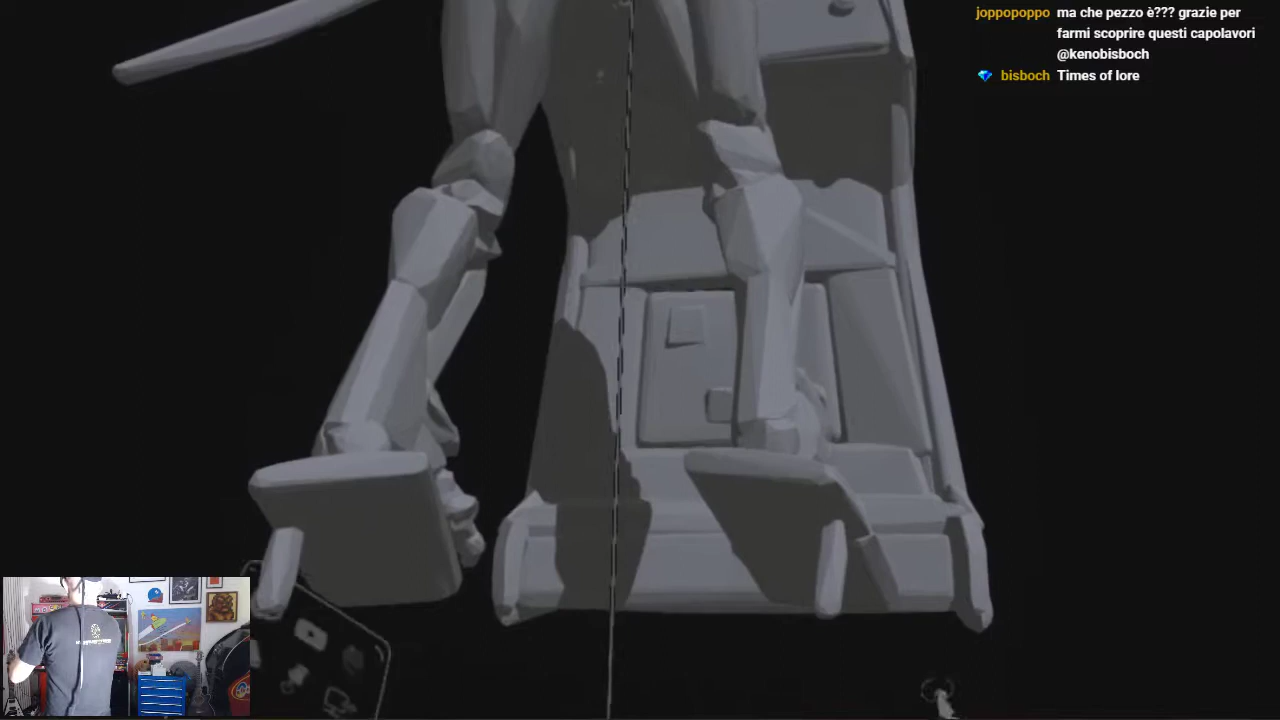 joppopoppo ma che pezzo è??? grazie per
farmi scoprire questi capolavori
@kenobisboch
bisboch Times of lore